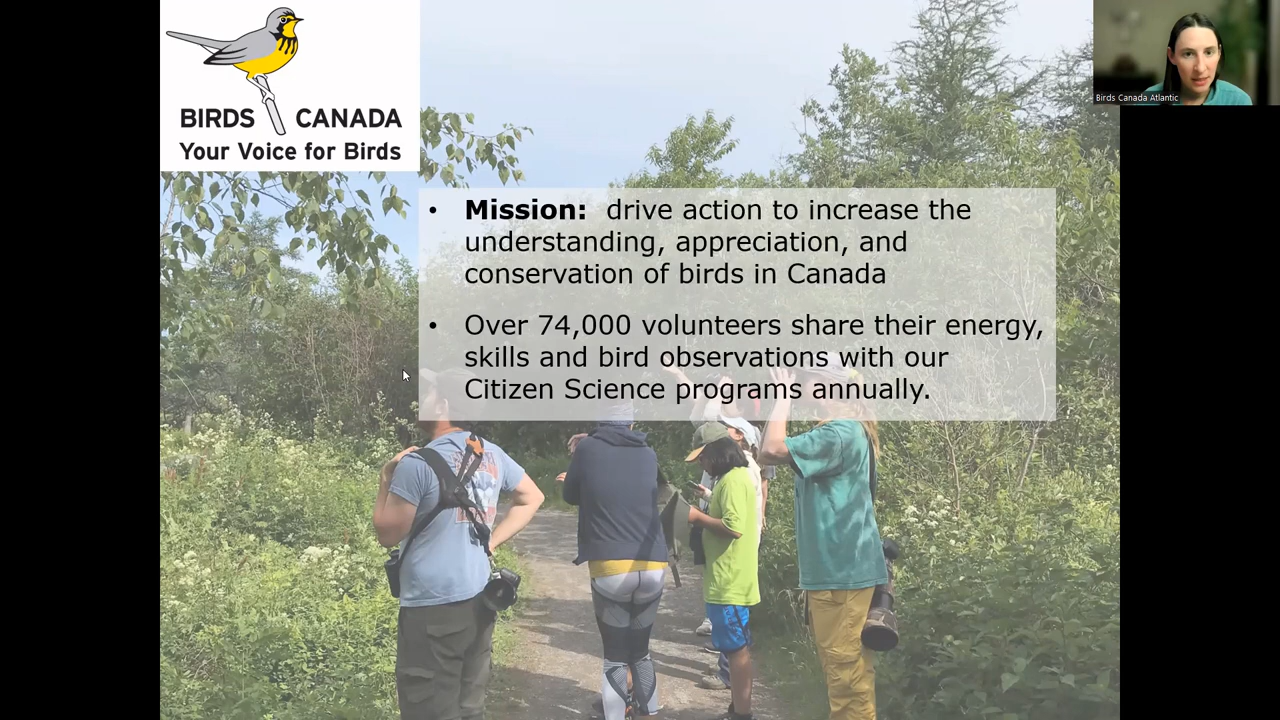 BIRDS CANADA
Your Voice for Birds
Birds Canada Atlantic
• Mission: drive action to increase the
understanding, appreciation, and
conservation of birds in Canada
• Over 74,000 volunteers share their energy,
skills and bird observations with our
Citizen Science programs annually.